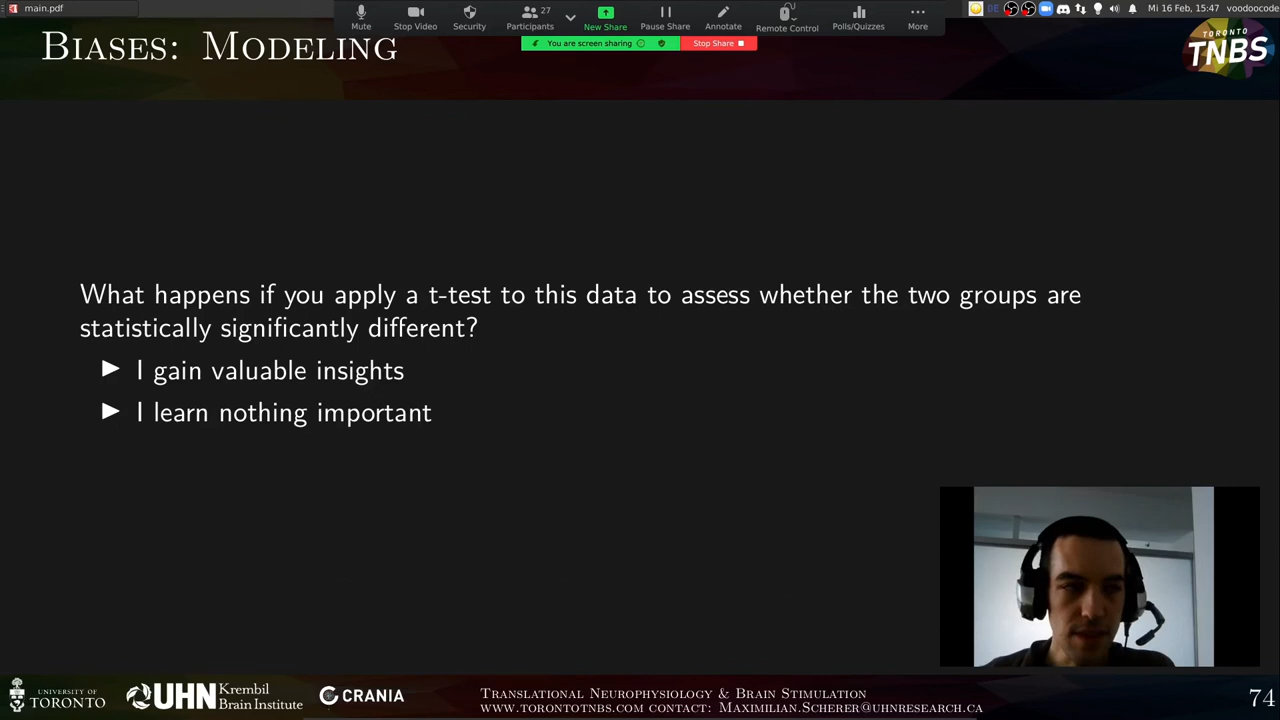 main.pdf
Mute
Stop Video
Security
Participants
27
New Share
Pause Share
Annotate
Remote Control
Polls/Quizzes
More
DE
Mi 16 Feb, 15:47
voodoocode
You are screen sharing
Stop Share
Biases: Modeling
TORONTO
TNBS
What happens if you apply a t-test to this data to assess whether the two groups are
statistically significantly different?
► I gain valuable insights
► I learn nothing important
UNIVERSITY OF
TORONTO
UHN
Krembil
Brain Institute
CRANIA
Translational Neurophysiology & Brain Stimulation
www.torontotnbs.com contact: Maximilian.Scherer@uhnresearch.ca
74